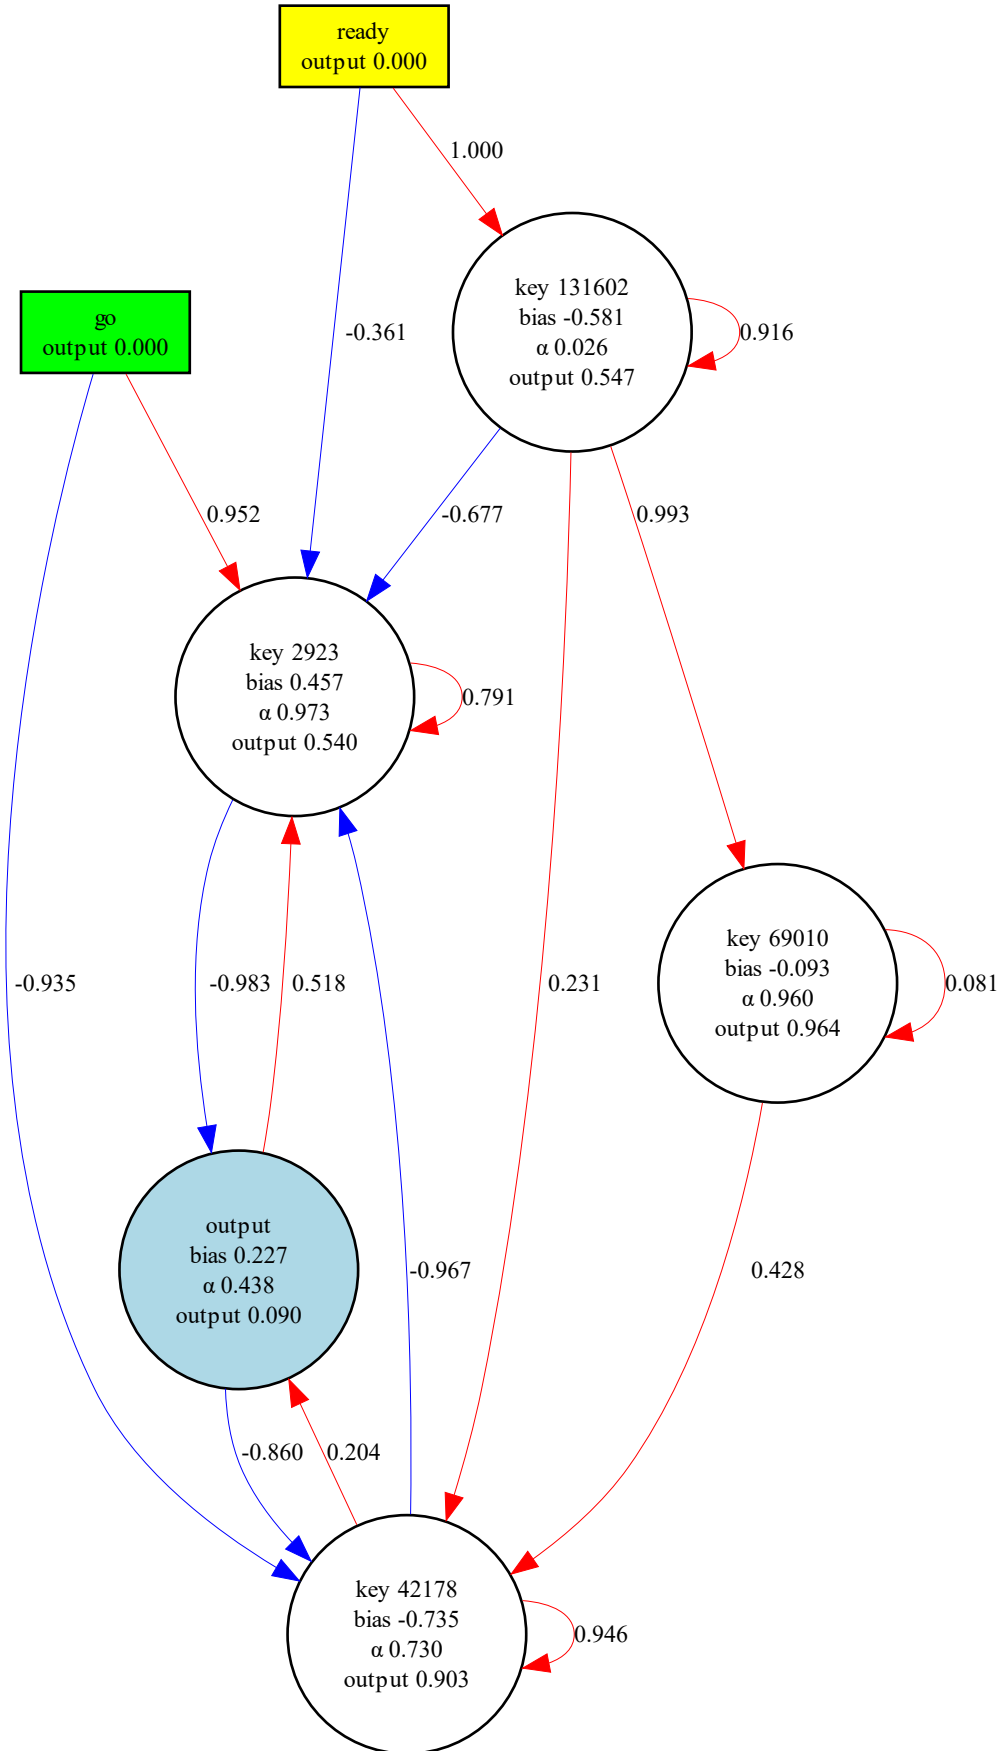 ready
output 0.000
1.000
key 131602
bias -0.581
α 0.026
output 0.547
0.916
go
output 0.000
-0.361
0.952
-0.677
0.993
key 2923
bias 0.457
α 0.973
output 0.540
0.791
key 69010
bias -0.093
α 0.960
output 0.964
0.081
-0.935
-0.983
0.518
0.231
output
bias 0.227
α 0.438
output 0.090
-0.967
0.428
-0.860
0.204
key 42178
bias -0.735
α 0.730
output 0.903
0.946